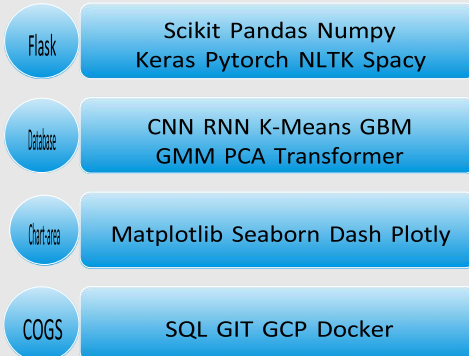 Flask
Scikit Pandas Numpy
Keras Pytorch NLTK Spacy
Database
CNN RNN K-Means GBM
GMM PCA Transformer
Chart-area
Matplotlib Seaborn Dash Plotly
COGS
SQL GIT GCP Docker